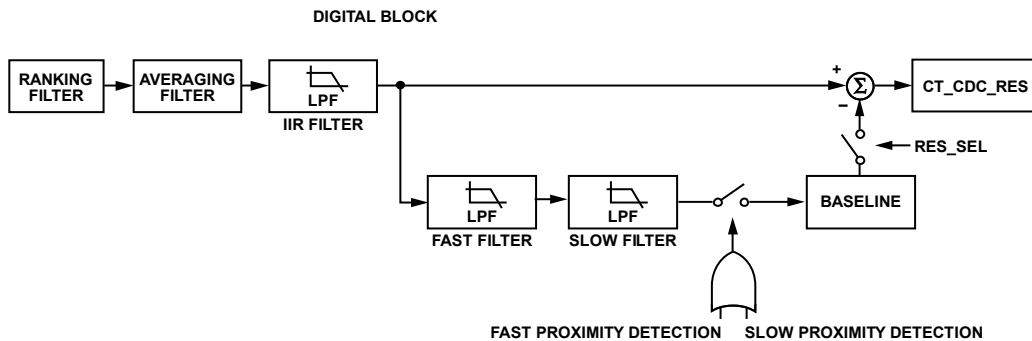 DIGITAL BLOCK
RANKING
FILTER
AVERAGING
FILTER
LPF
IIR FILTER
+
Σ
−
CT_CDC_RES
RES_SEL
LPF
FAST FILTER
LPF
SLOW FILTER
BASELINE
FAST PROXIMITY DETECTION
SLOW PROXIMITY DETECTION